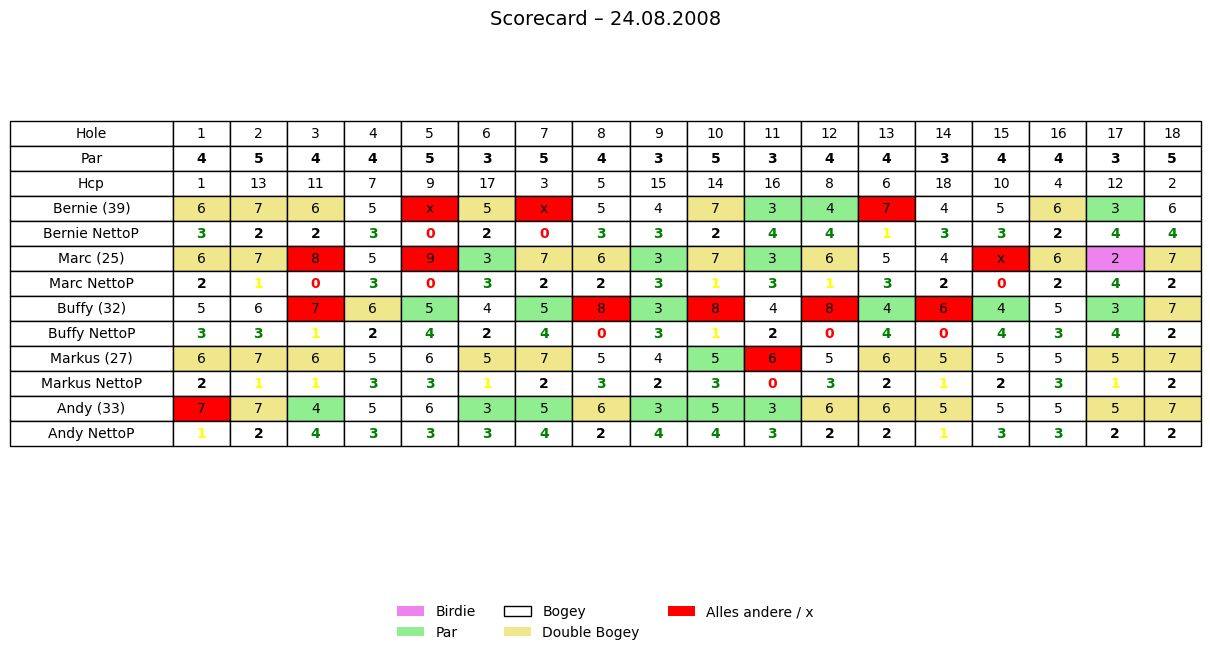 Scorecard – 24.08.2008
Hole 1 2 3 4 5 6 7 8 9 10 11 12 13 14 15 16 17 18
Par 4 5 4 4 5 3 5 4 3 5 3 4 4 3 4 4 3 5
Hcp 1 13 11 7 9 17 3 5 15 14 16 8 6 18 10 4 12 2
Bernie (39) 6 7 6 5 x 5 x 5 4 7 3 4 7 4 5 6 3 6
Bernie NettoP 3 2 2 3 0 2 0 3 3 2 4 4 1 3 3 2 4 4
Marc (25) 6 7 8 5 9 3 7 6 3 7 3 6 5 4 x 6 2 7
Marc NettoP 2 1 0 3 0 3 2 2 3 1 3 1 3 2 0 2 4 2
Buffy (32) 5 6 7 6 5 4 5 8 3 8 4 8 4 6 4 5 3 7
Buffy NettoP 3 3 1 2 4 2 4 0 3 1 2 0 4 0 4 3 4 2
Markus (27) 6 7 6 5 6 5 7 5 4 5 6 5 6 5 5 5 5 7
Markus NettoP 2 1 1 3 3 1 2 3 2 3 0 3 2 1 2 3 1 2
Andy (33) 7 7 4 5 6 3 5 6 3 5 3 6 6 5 5 5 5 7
Andy NettoP 1 2 4 3 3 3 4 2 4 4 3 2 2 1 3 3 2 2
Birdie Bogey Alles andere / x
Par Double Bogey